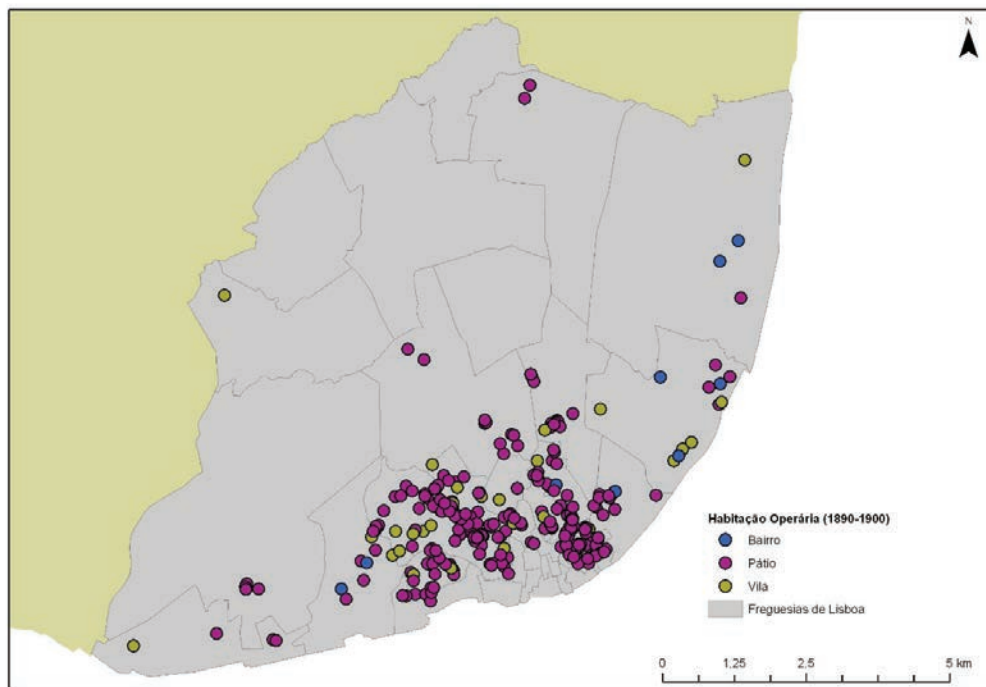 N
Habitação Operária (1890-1900)
Bairro
Pátio
Vila
Freguesias de Lisboa
0 1,25 2,5 5 km